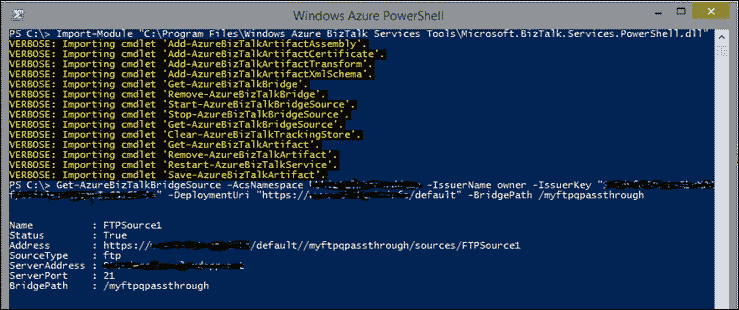 Windows Azure PowerShell
PS C:\> Import-Module "C:\Program Files\Windows Azure BizTalk Services Tools\Microsoft.BizTalk.Services.PowerShell.dll"
VERBOSE: Importing cmdlet 'Add-AzureBizTalkArtifactAssembly'.
VERBOSE: Importing cmdlet 'Add-AzureBizTalkArtifactCertificate'.
VERBOSE: Importing cmdlet 'Add-AzureBizTalkArtifactTransform'.
VERBOSE: Importing cmdlet 'Add-AzureBizTalkArtifactXmlSchema'.
VERBOSE: Importing cmdlet 'Get-AzureBizTalkBridge'.
VERBOSE: Importing cmdlet 'Remove-AzureBizTalkBridge'.
VERBOSE: Importing cmdlet 'Start-AzureBizTalkBridgeSource'.
VERBOSE: Importing cmdlet 'Stop-AzureBizTalkBridgeSource'.
VERBOSE: Importing cmdlet 'Get-AzureBizTalkBridgeSource'.
VERBOSE: Importing cmdlet 'Clear-AzureBizTalkTrackingStore'.
VERBOSE: Importing cmdlet 'Get-AzureBizTalkArtifact'.
VERBOSE: Importing cmdlet 'Remove-AzureBizTalkArtifact'.
VERBOSE: Importing cmdlet 'Restart-AzureBizTalkService'.
VERBOSE: Importing cmdlet 'Save-AzureBizTalkArtifact'.
PS C:\> Get-AzureBizTalkBridgeSource -AcsNamespace -IssuerName owner -IssuerKey "
" -DeploymentUri "https:// /default" -BridgePath /myftpqpassthrough
Name : FTPSource1
Status : True
Address : https:// /default//myftpqpassthrough/sources/FTPSource1
SourceType : ftp
ServerAddress :
ServerPort : 21
BridgePath : /myftpqpassthrough